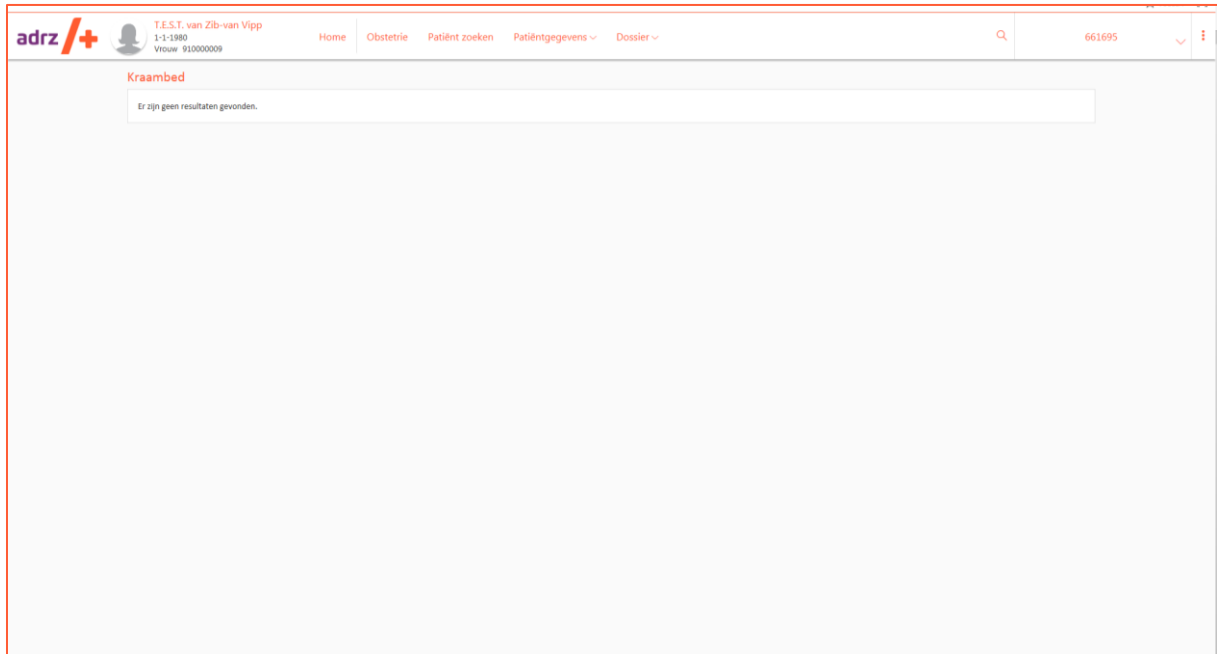 adrz
T.E.S.T. van Zib-van Vipp
1-1-1980
Vrouw 910000009
Home Obstetrie Patiënt zoeken Patiëntgegevens Dossier
661695
Kraambed
Er zijn geen resultaten gevonden.